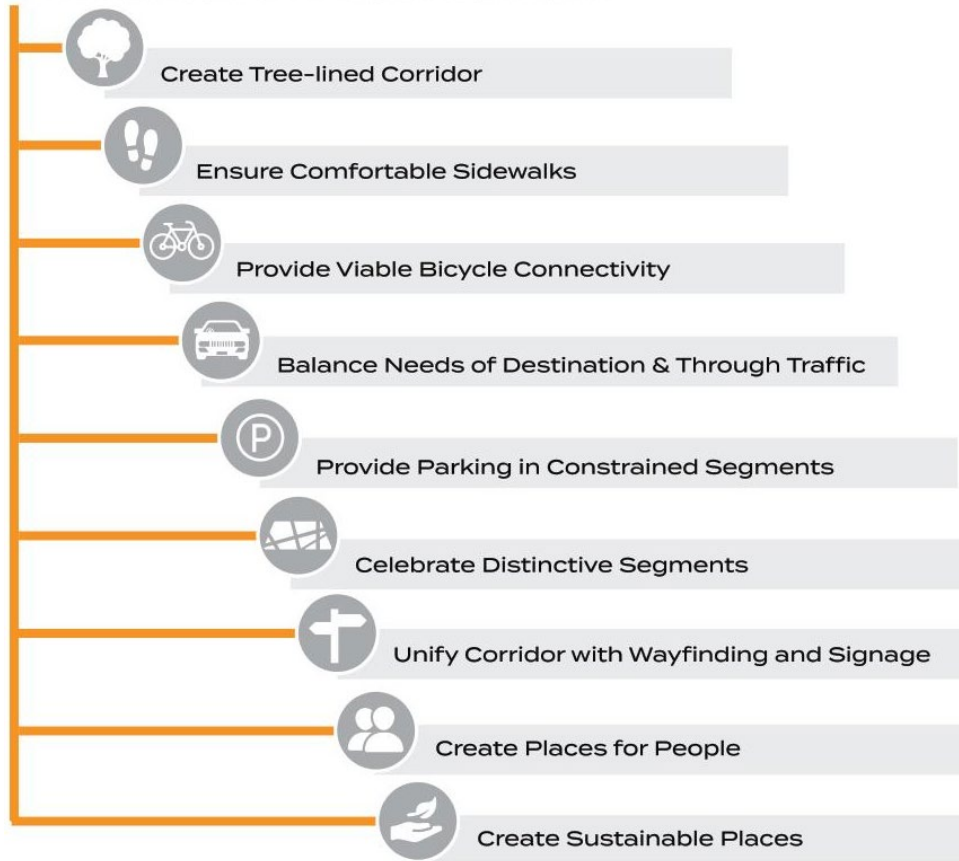 Create Tree-lined Corridor
Ensure Comfortable Sidewalks
Provide Viable Bicycle Connectivity
Balance Needs of Destination & Through Traffic
P
Provide Parking in Constrained Segments
Celebrate Distinctive Segments
Unify Corridor with Wayfinding and Signage
Create Places for People
Create Sustainable Places